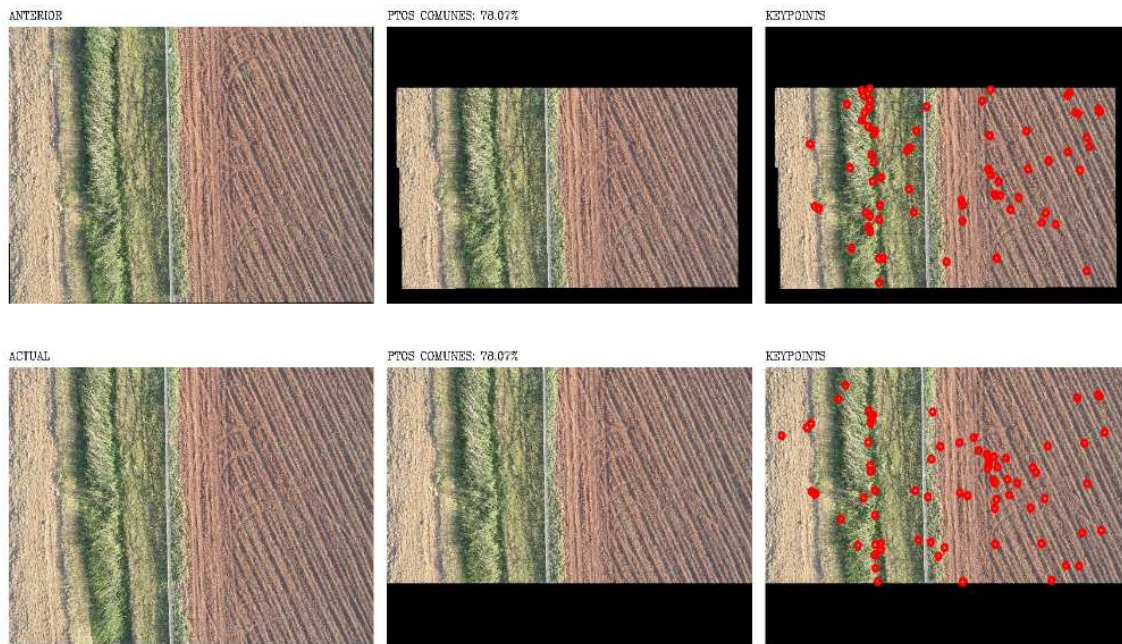 ANTERIOR
PTOS COMUNES: 78.07%
KEYPOINTS
ACTUAL
PTOS COMUNES: 78.07%
KEYPOINTS